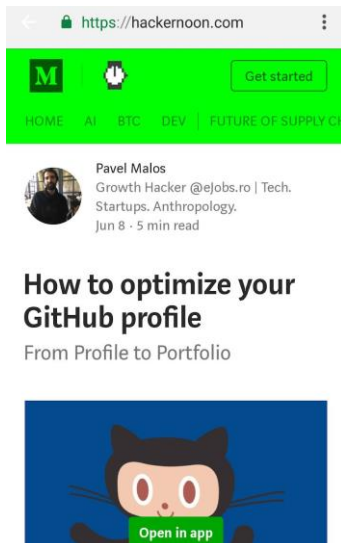 https://hackernoon.com
M
Get started
HOME AI BTC DEV FUTURE OF SUPPLY
Pavel Malos
Growth Hacker @eJobs.ro | Tech.
Startups. Anthropology.
Jun 8 · 5 min read
How to optimize your
GitHub profile
From Profile to Portfolio
Open in app